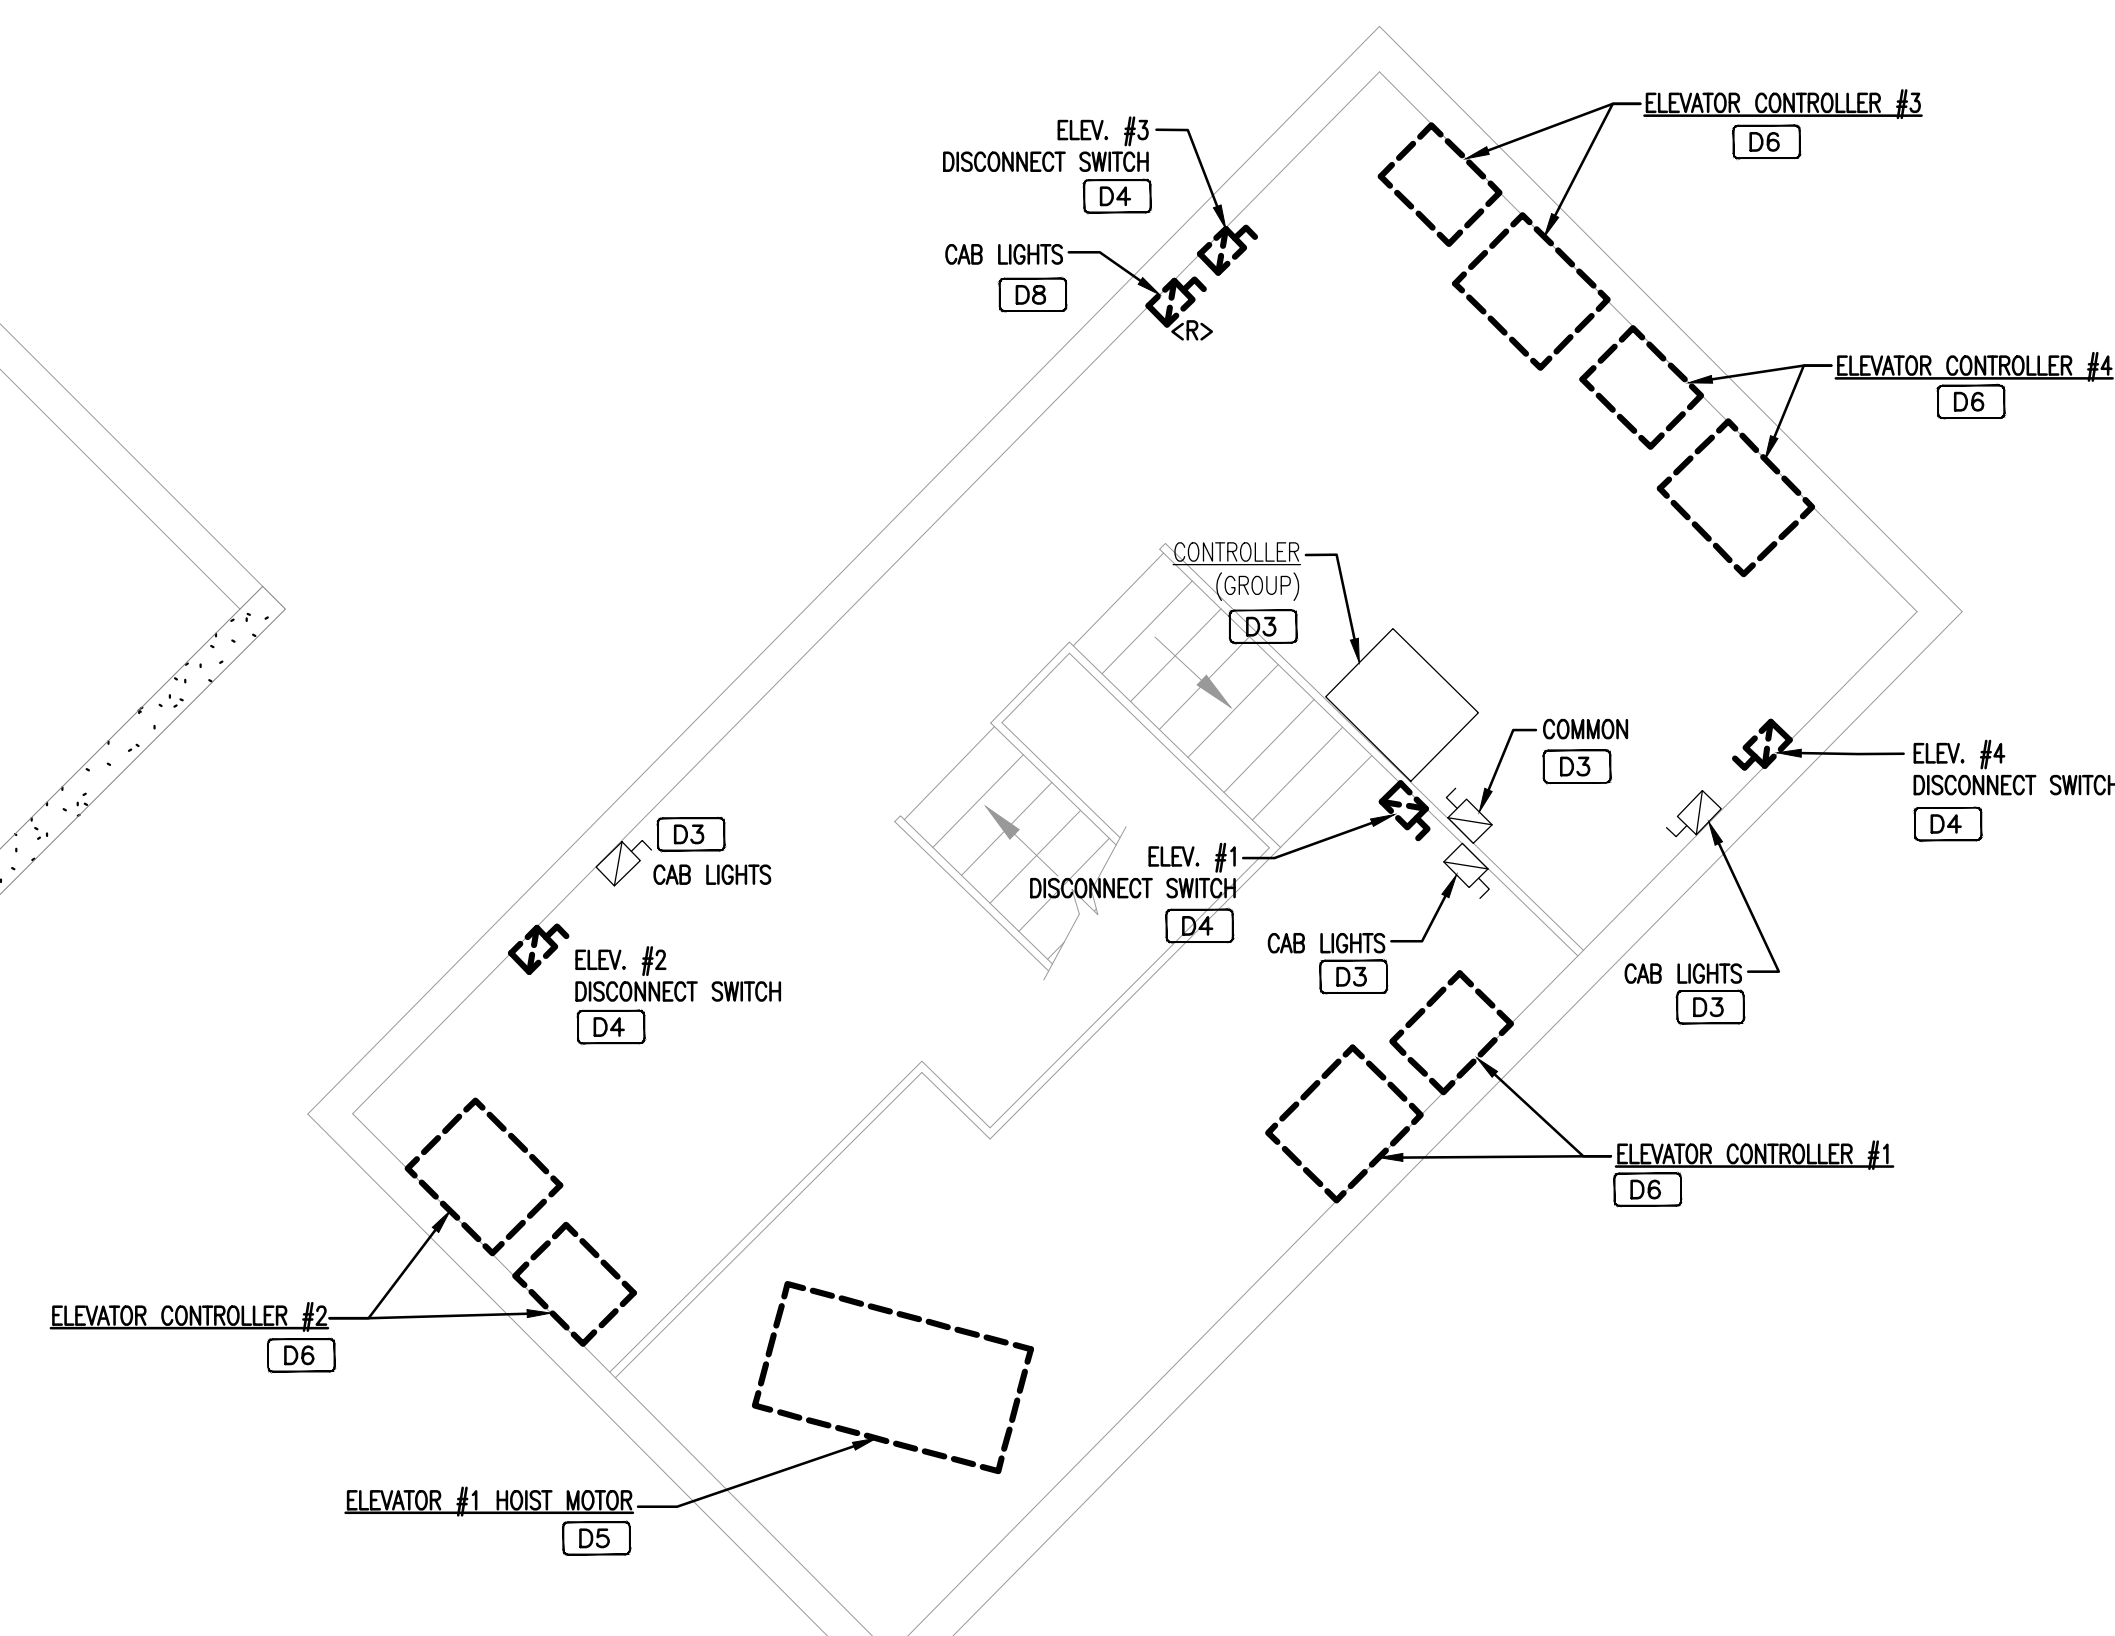 ELEVATOR CONTROLLER #3
D6
ELEV. #3
DISCONNECT SWITCH
D4
CAB LIGHTS
D8
<R>
ELEVATOR CONTROLLER #4
D6
CONTROLLER
(GROUP)
D3
COMMON
D3
ELEV. #4
DISCONNECT SWITCH
D4
D3
CAB LIGHTS
ELEV. #1
DISCONNECT SWITCH
D4
CAB LIGHTS
D3
CAB LIGHTS
D3
ELEV. #2
DISCONNECT SWITCH
D4
ELEVATOR CONTROLLER #1
D6
ELEVATOR CONTROLLER #2
D6
ELEVATOR #1 HOIST MOTOR
D5